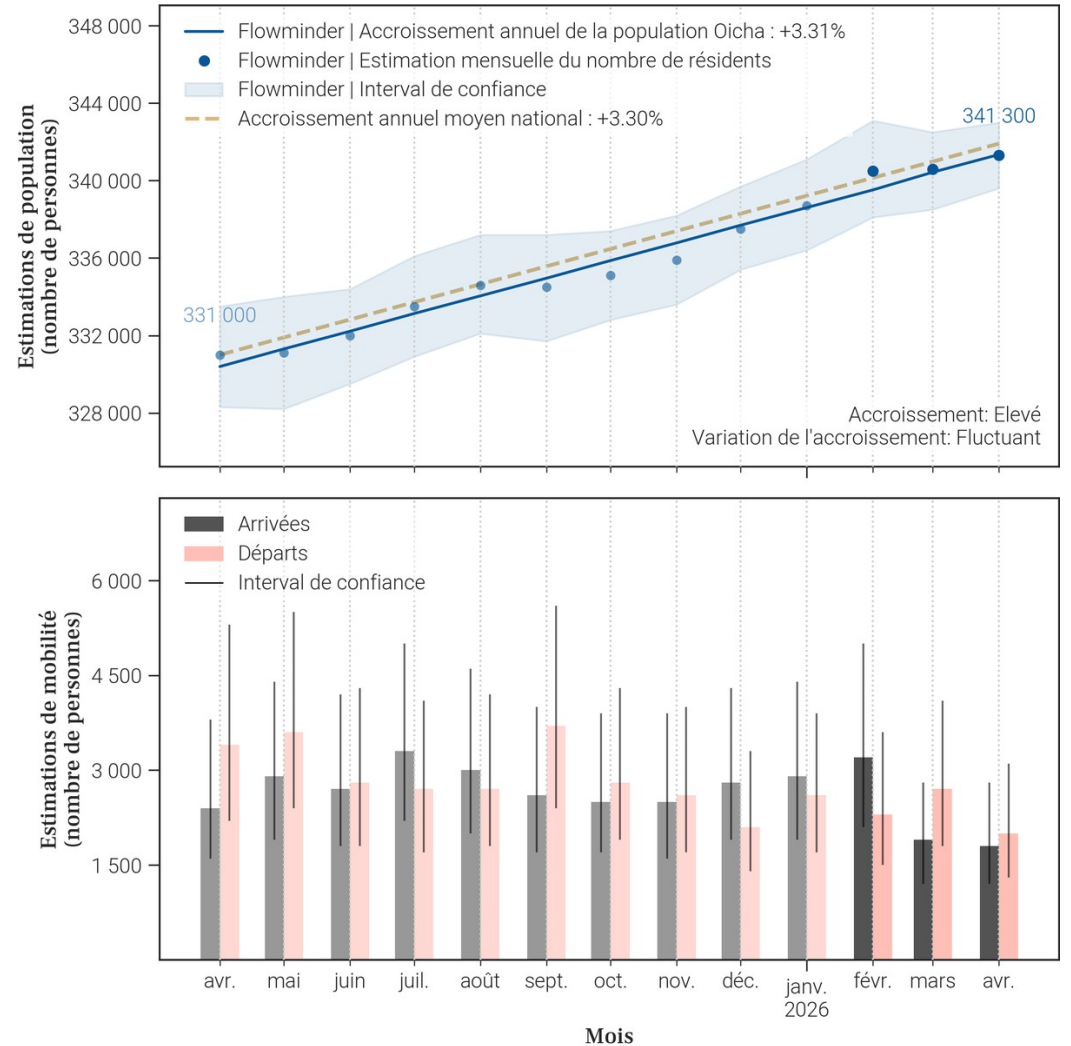 348 000
344 000
340 000
336 000
332 000
328 000
Estimations de population
(nombre de personnes)
Flowminder | Accroissement annuel de la population Oicha : +3.31%
Flowminder | Estimation mensuelle du nombre de résidents
Flowminder | Interval de confiance
Accroissement annuel moyen national : +3.30%
331 000
341 300
Accroissement: Elevé
Variation de l'accroissement: Fluctuant
6 000
4 500
3 000
1 500
Estimations de mobilité
(nombre de personnes)
Arrivées
Départs
Interval de confiance
avr. mai juin juil. août sept. oct. nov. déc. janv. févr. mars avr.
2026
Mois